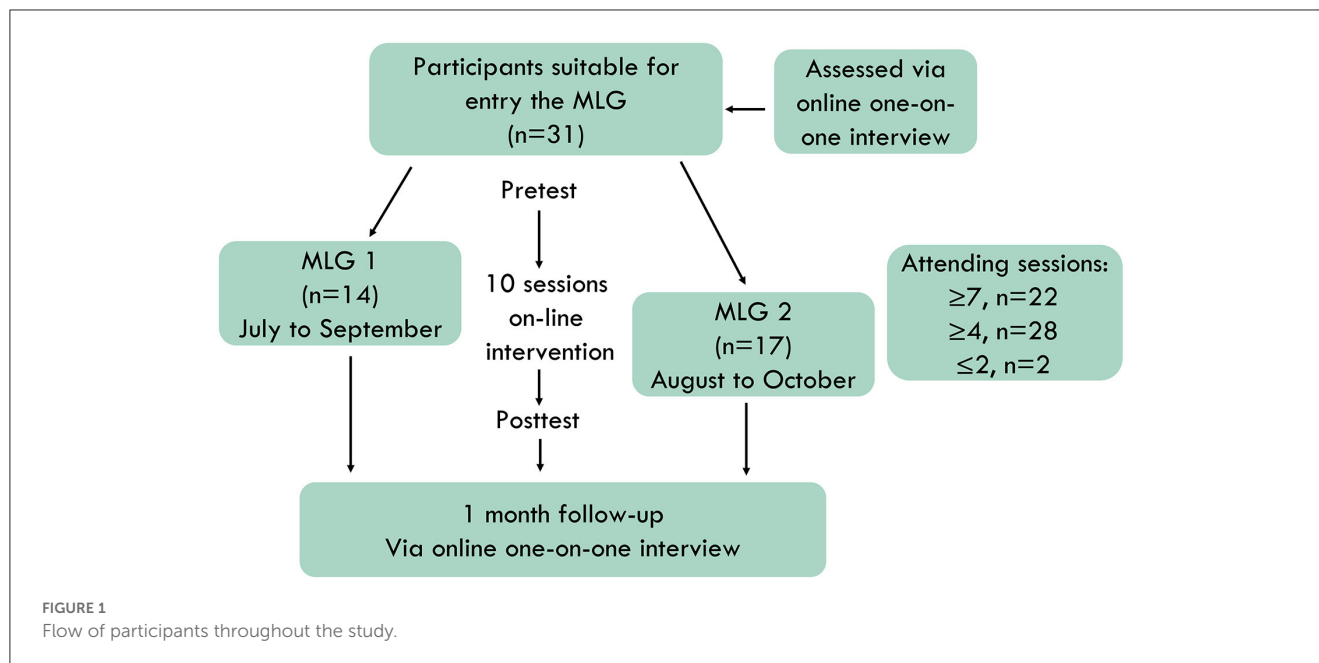 Participants suitable for
entry the MLG
(n=31)
Assessed via
online one-on-
one interview
Pretest
MLG 1
(n=14)
July to September
10 sessions
on-line
intervention
MLG 2
(n=17)
August to October
Attending sessions:
≥7, n=22
≥4, n=28
≤2, n=2
Posttest
1 month follow-up
Via online one-on-one interview
FIGURE 1
Flow of participants throughout the study.